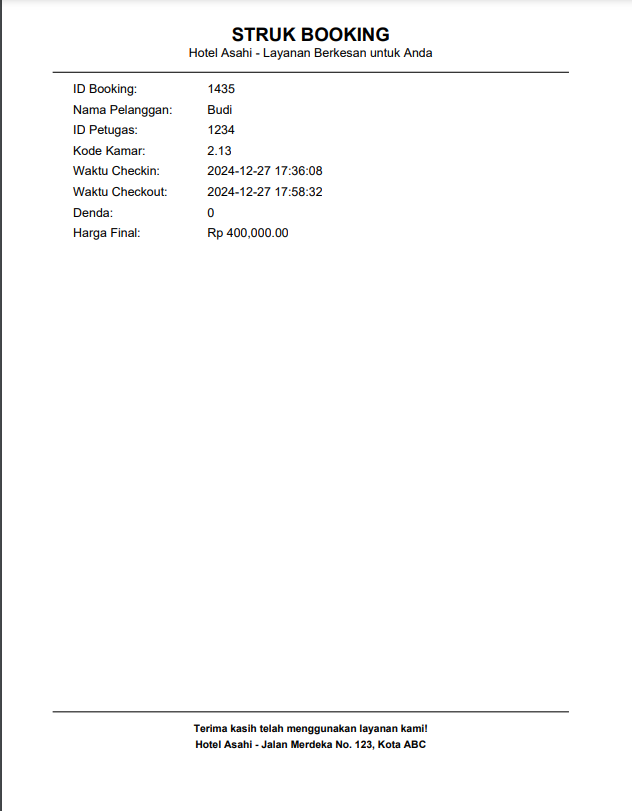 STRUK BOOKING
Hotel Asahi - Layanan Berkesan untuk Anda
ID Booking: 1435
Nama Pelanggan: Budi
ID Petugas: 1234
Kode Kamar: 2.13
Waktu Checkin: 2024-12-27 17:36:08
Waktu Checkout: 2024-12-27 17:58:32
Denda: 0
Harga Final: Rp 400,000.00
Terima kasih telah menggunakan layanan kami!
Hotel Asahi - Jalan Merdeka No. 123, Kota ABC